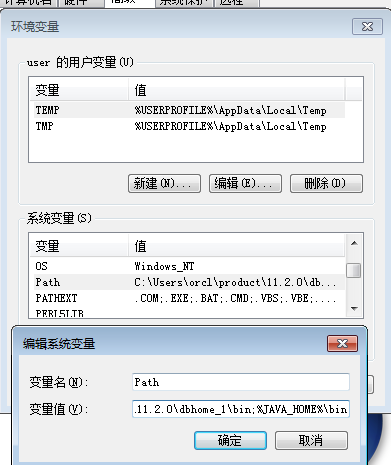 计算机名 硬件 高级 系统保护 远程
环境变量
user 的用户变量(U)
变量 值
TEMP %USERPROFILE%\AppData\Local\Temp
TMP %USERPROFILE%\AppData\Local\Temp
新建(N)... 编辑(E)... 删除(D)
系统变量(S)
变量 值
OS Windows_NT
Path C:\Users\orcl\product\11.2.0\db...
PATHEXT .COM;.EXE;.BAT;.CMD;.VBS;.VBE;....
PERL5LIB
编辑系统变量
变量名(N): Path
变量值(V): .11.2.0\dbhome_1\bin;%JAVA_HOME%\bin
确定 取消